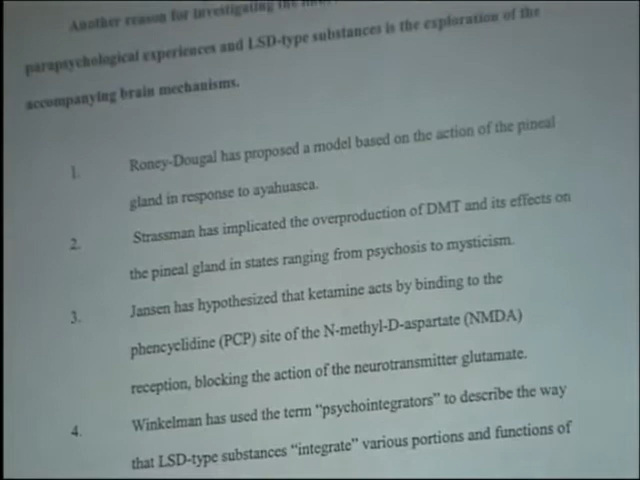 Another reason for investigating the
parapsychological experiences and LSD-type substances is the exploration of the
accompanying brain mechanisms.
1. Roney-Dougal has proposed a model based on the action of the pineal
gland in response to ayahuasca.
2. Strassman has implicated the overproduction of DMT and its effects on
the pineal gland in states ranging from psychosis to mysticism.
3. Jansen has hypothesized that ketamine acts by binding to the
phencyclidine (PCP) site of the N-methyl-D-aspartate (NMDA)
reception, blocking the action of the neurotransmitter glutamate.
4. Winkelman has used the term “psychointegrators” to describe the way
that LSD-type substances “integrate” various portions and functions of